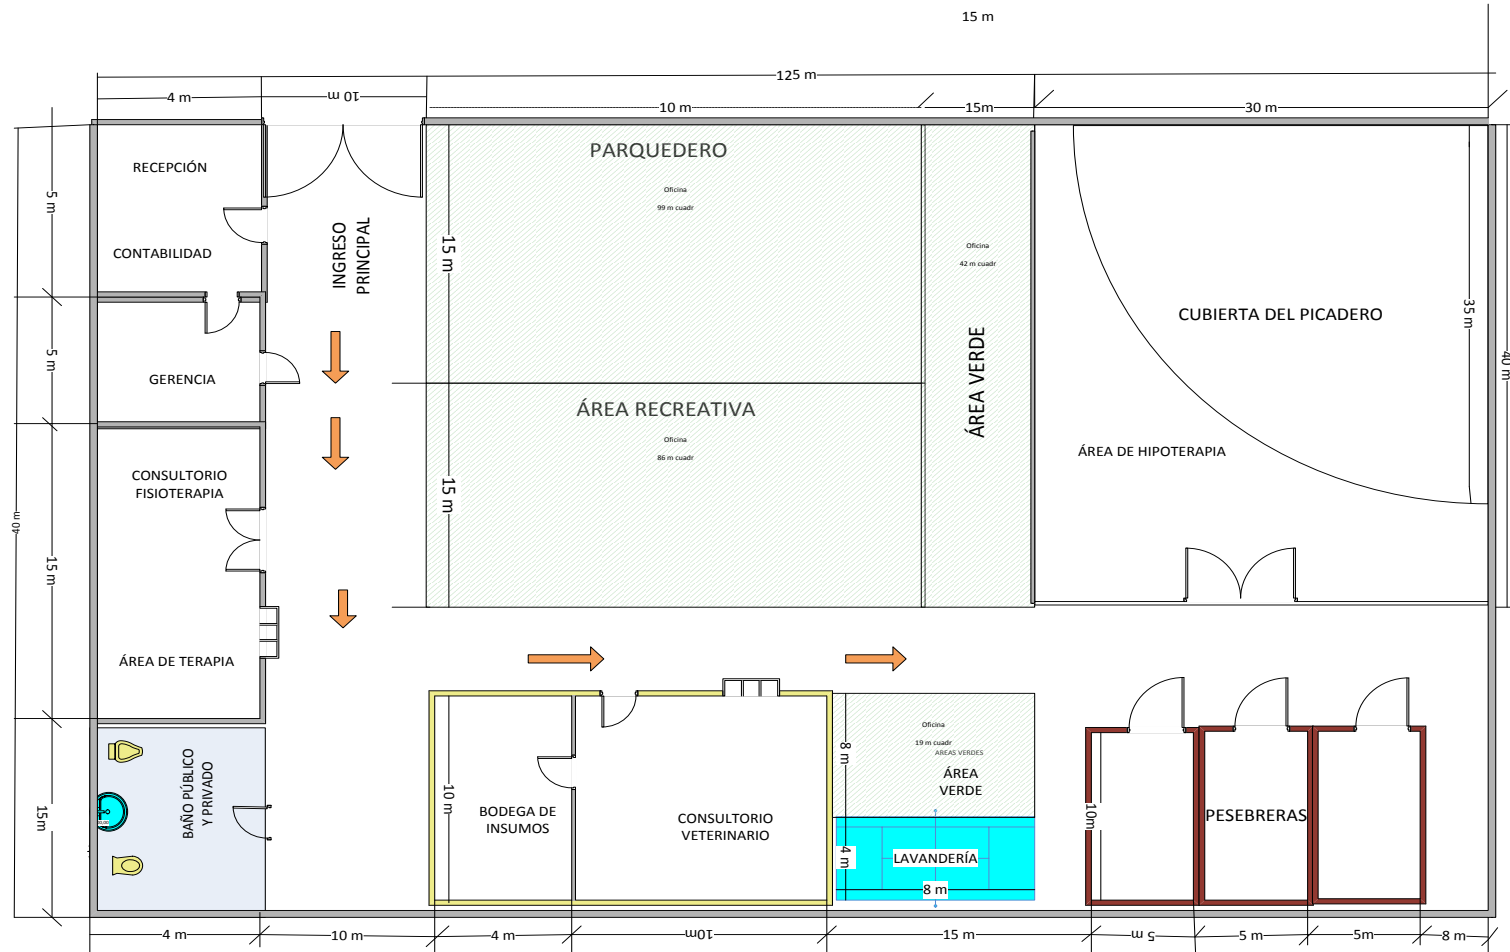 15 m
125 m
4 m
10 m
10 m
15m
30 m
RECEPCIÓN
CONTABILIDAD
5 m
INGRESO
PRINCIPAL
PARQUEDERO
Oficina
99 m cuadr
15 m
Oficina
42 m cuadr
ÁREA VERDE
CUBIERTA DEL PICADERO
35 m
40 m
GERENCIA
5 m
ÁREA RECREATIVA
Oficina
86 m cuadr
15 m
ÁREA DE HIPOTERAPIA
CONSULTORIO
FISIOTERAPIA
40 m
15 m
ÁREA DE TERAPIA
BAÑO PÚBLICO
Y PRIVADO
15m
10 m
BODEGA DE
INSUMOS
CONSULTORIO
VETERINARIO
Oficina
19 m cuadr
AREAS VERDES
8 m
ÁREA
VERDE
4 m
LAVANDERÍA
8 m
10m
PESEBRERAS
4 m
10 m
4 m
10m
15 m
5 m
5 m
5m
8 m